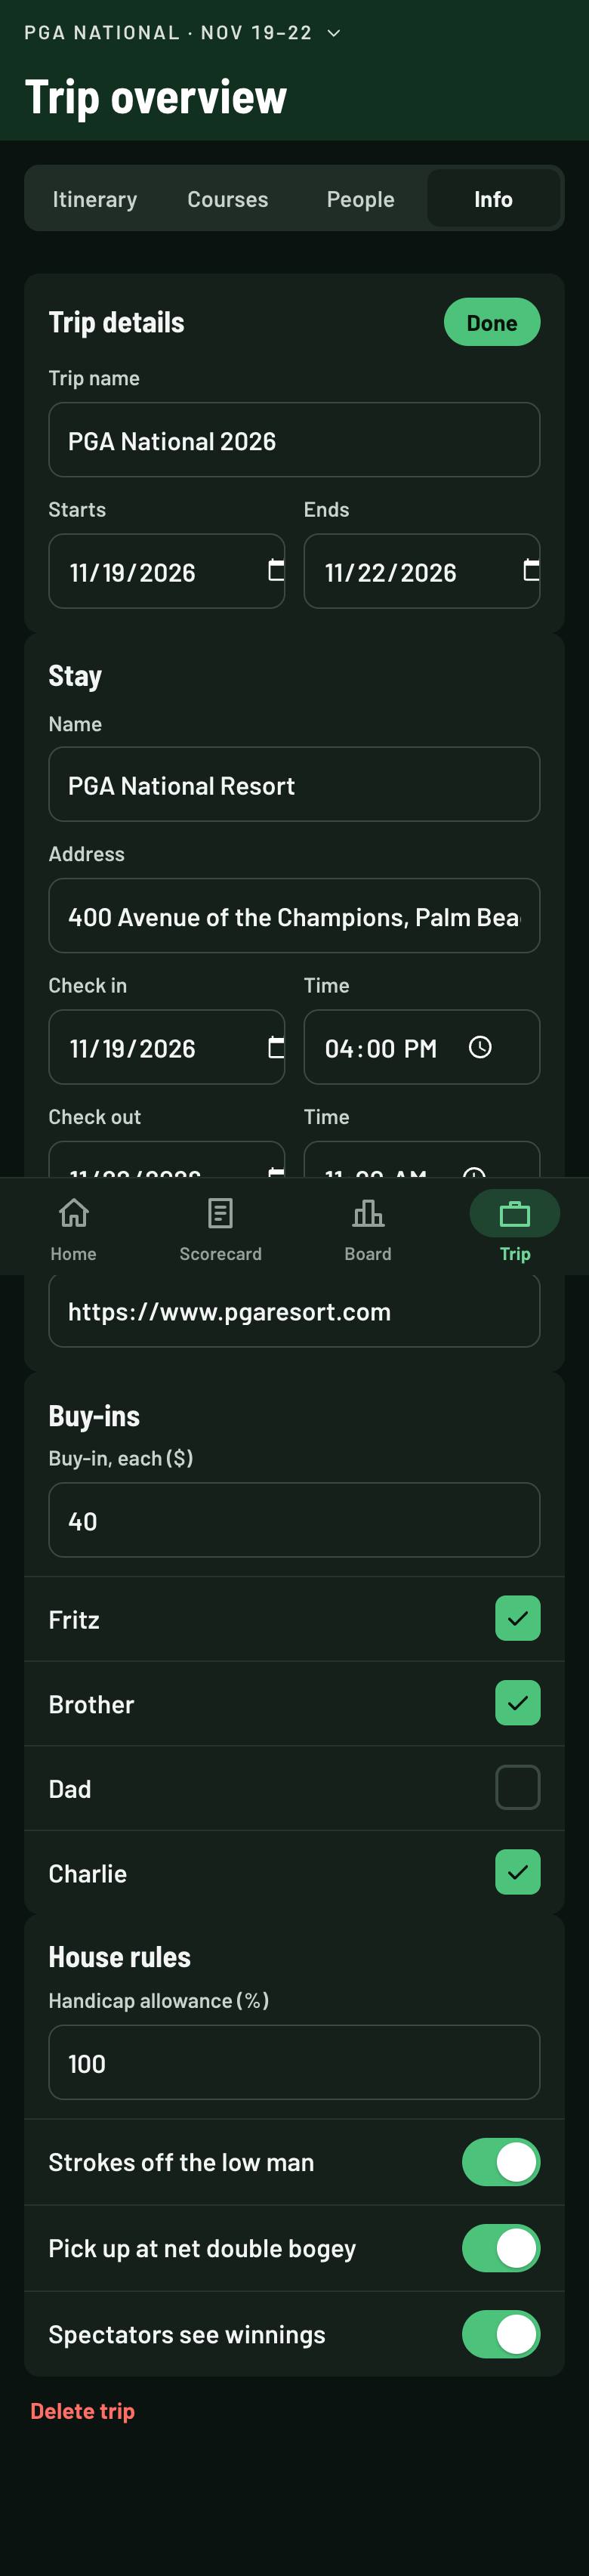 PGA NATIONAL · NOV 19–22
Trip overview
Itinerary Courses People Info
Trip details Done
Trip name
PGA National 2026
Starts Ends
11/19/2026 11/22/2026
Stay
Name
PGA National Resort
Address
400 Avenue of the Champions, Palm Bea
Check in Time
11/19/2026 04:00 PM
Check out Time
Home Scorecard Board Trip
https://www.pgaresort.com
Buy-ins
Buy-in, each ($)
40
Fritz
Brother
Dad
Charlie
House rules
Handicap allowance (%)
100
Strokes off the low man
Pick up at net double bogey
Spectators see winnings
Delete trip